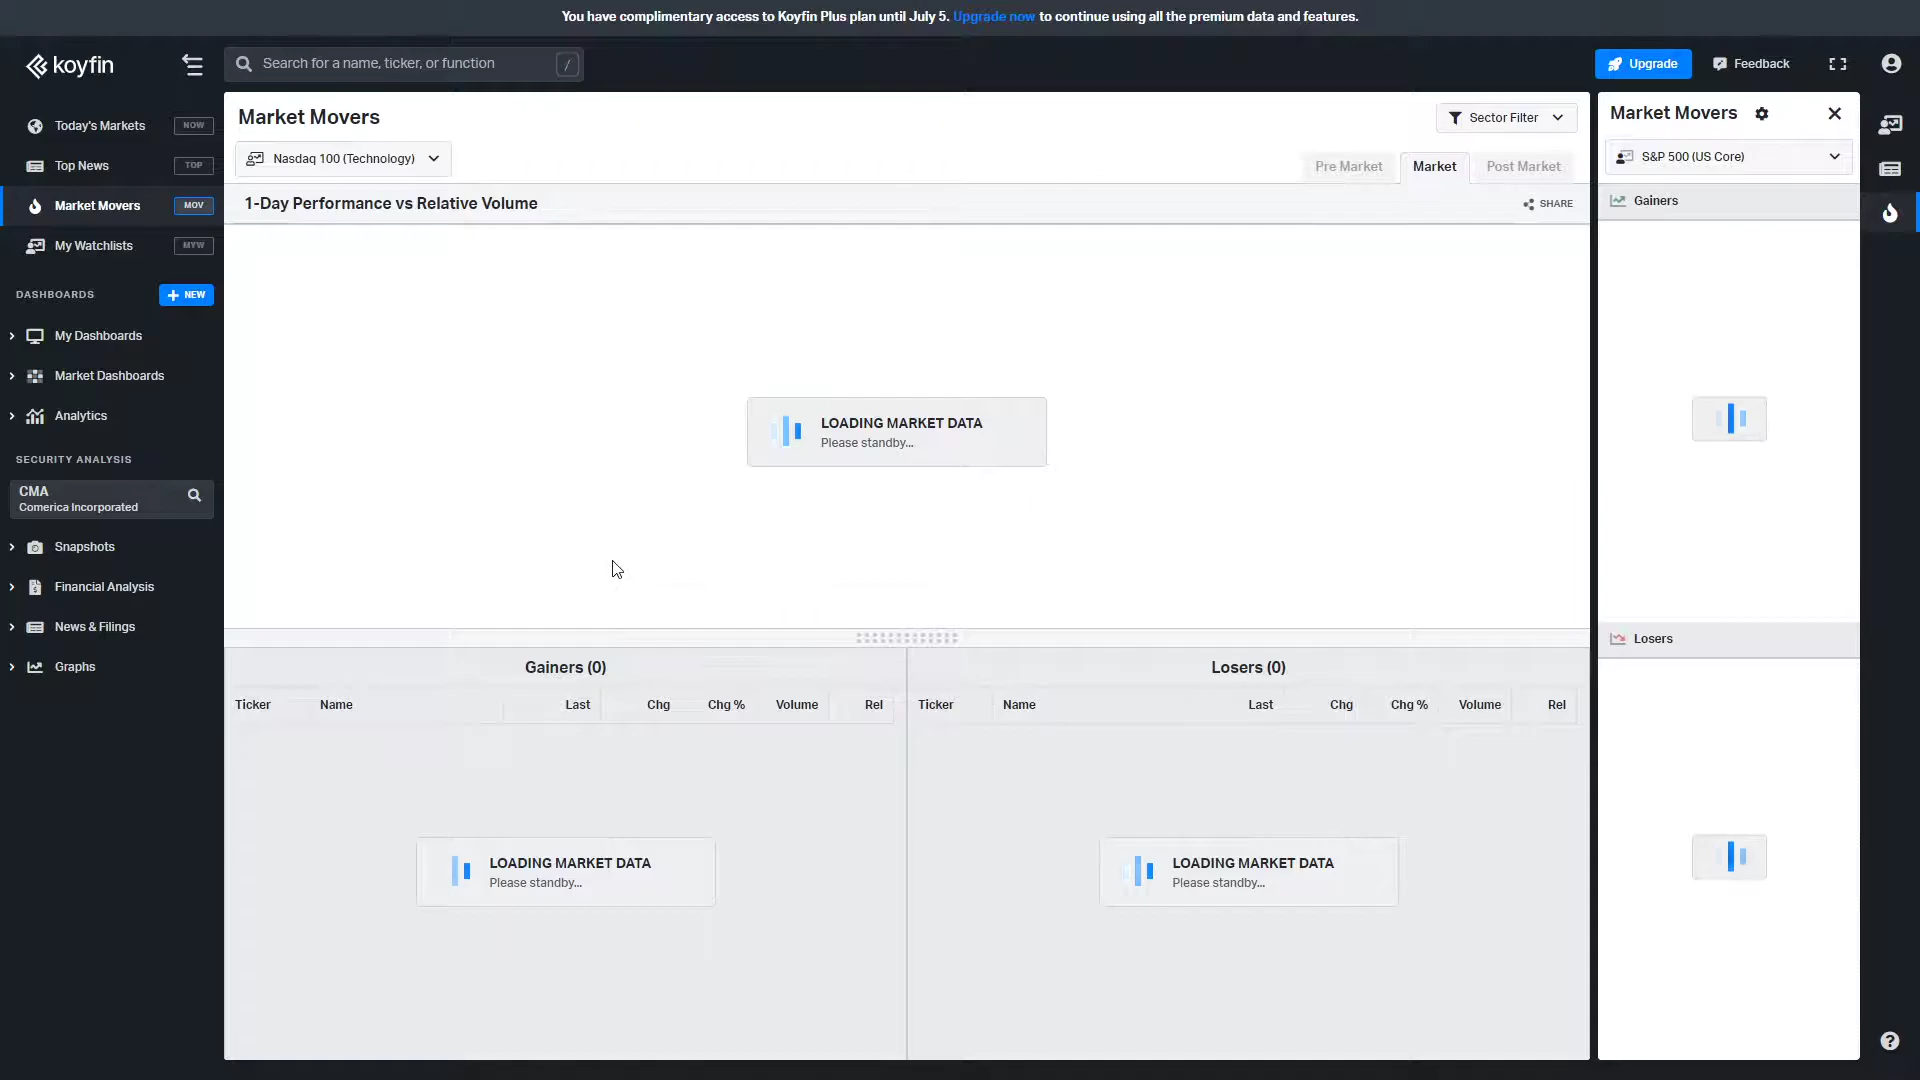 You have complimentary access to Koyfin Plus plan until July 5. Upgrade now to continue using all the premium data and features.
koyfin
Search for a name, ticker, or function
/
Upgrade
Feedback
Today's Markets
NOW
Top News
TOP
Market Movers
MOV
My Watchlists
MYW
DASHBOARDS
+ NEW
My Dashboards
Market Dashboards
Analytics
SECURITY ANALYSIS
CMA
Comerica Incorporated
Snapshots
Financial Analysis
News & Filings
Graphs
Market Movers
Sector Filter
Nasdaq 100 (Technology)
Pre Market
Market
Post Market
1-Day Performance vs Relative Volume
SHARE
LOADING MARKET DATA
Please standby...
Gainers (0)
Ticker Name Last Chg Chg % Volume Rel
LOADING MARKET DATA
Please standby...
Losers (0)
Ticker Name Last Chg Chg % Volume Rel
LOADING MARKET DATA
Please standby...
Market Movers
S&P 500 (US Core)
Gainers
Losers
?